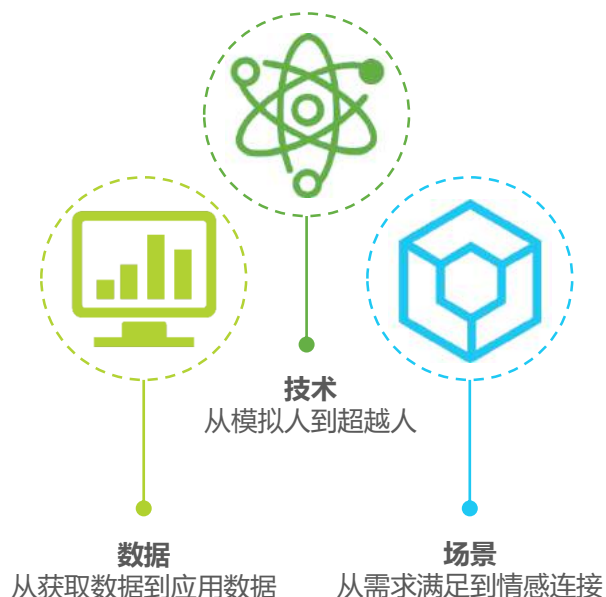 技术
从模拟人到超越人
数据
从获取数据到应用数据
场景
从需求满足到情感连接